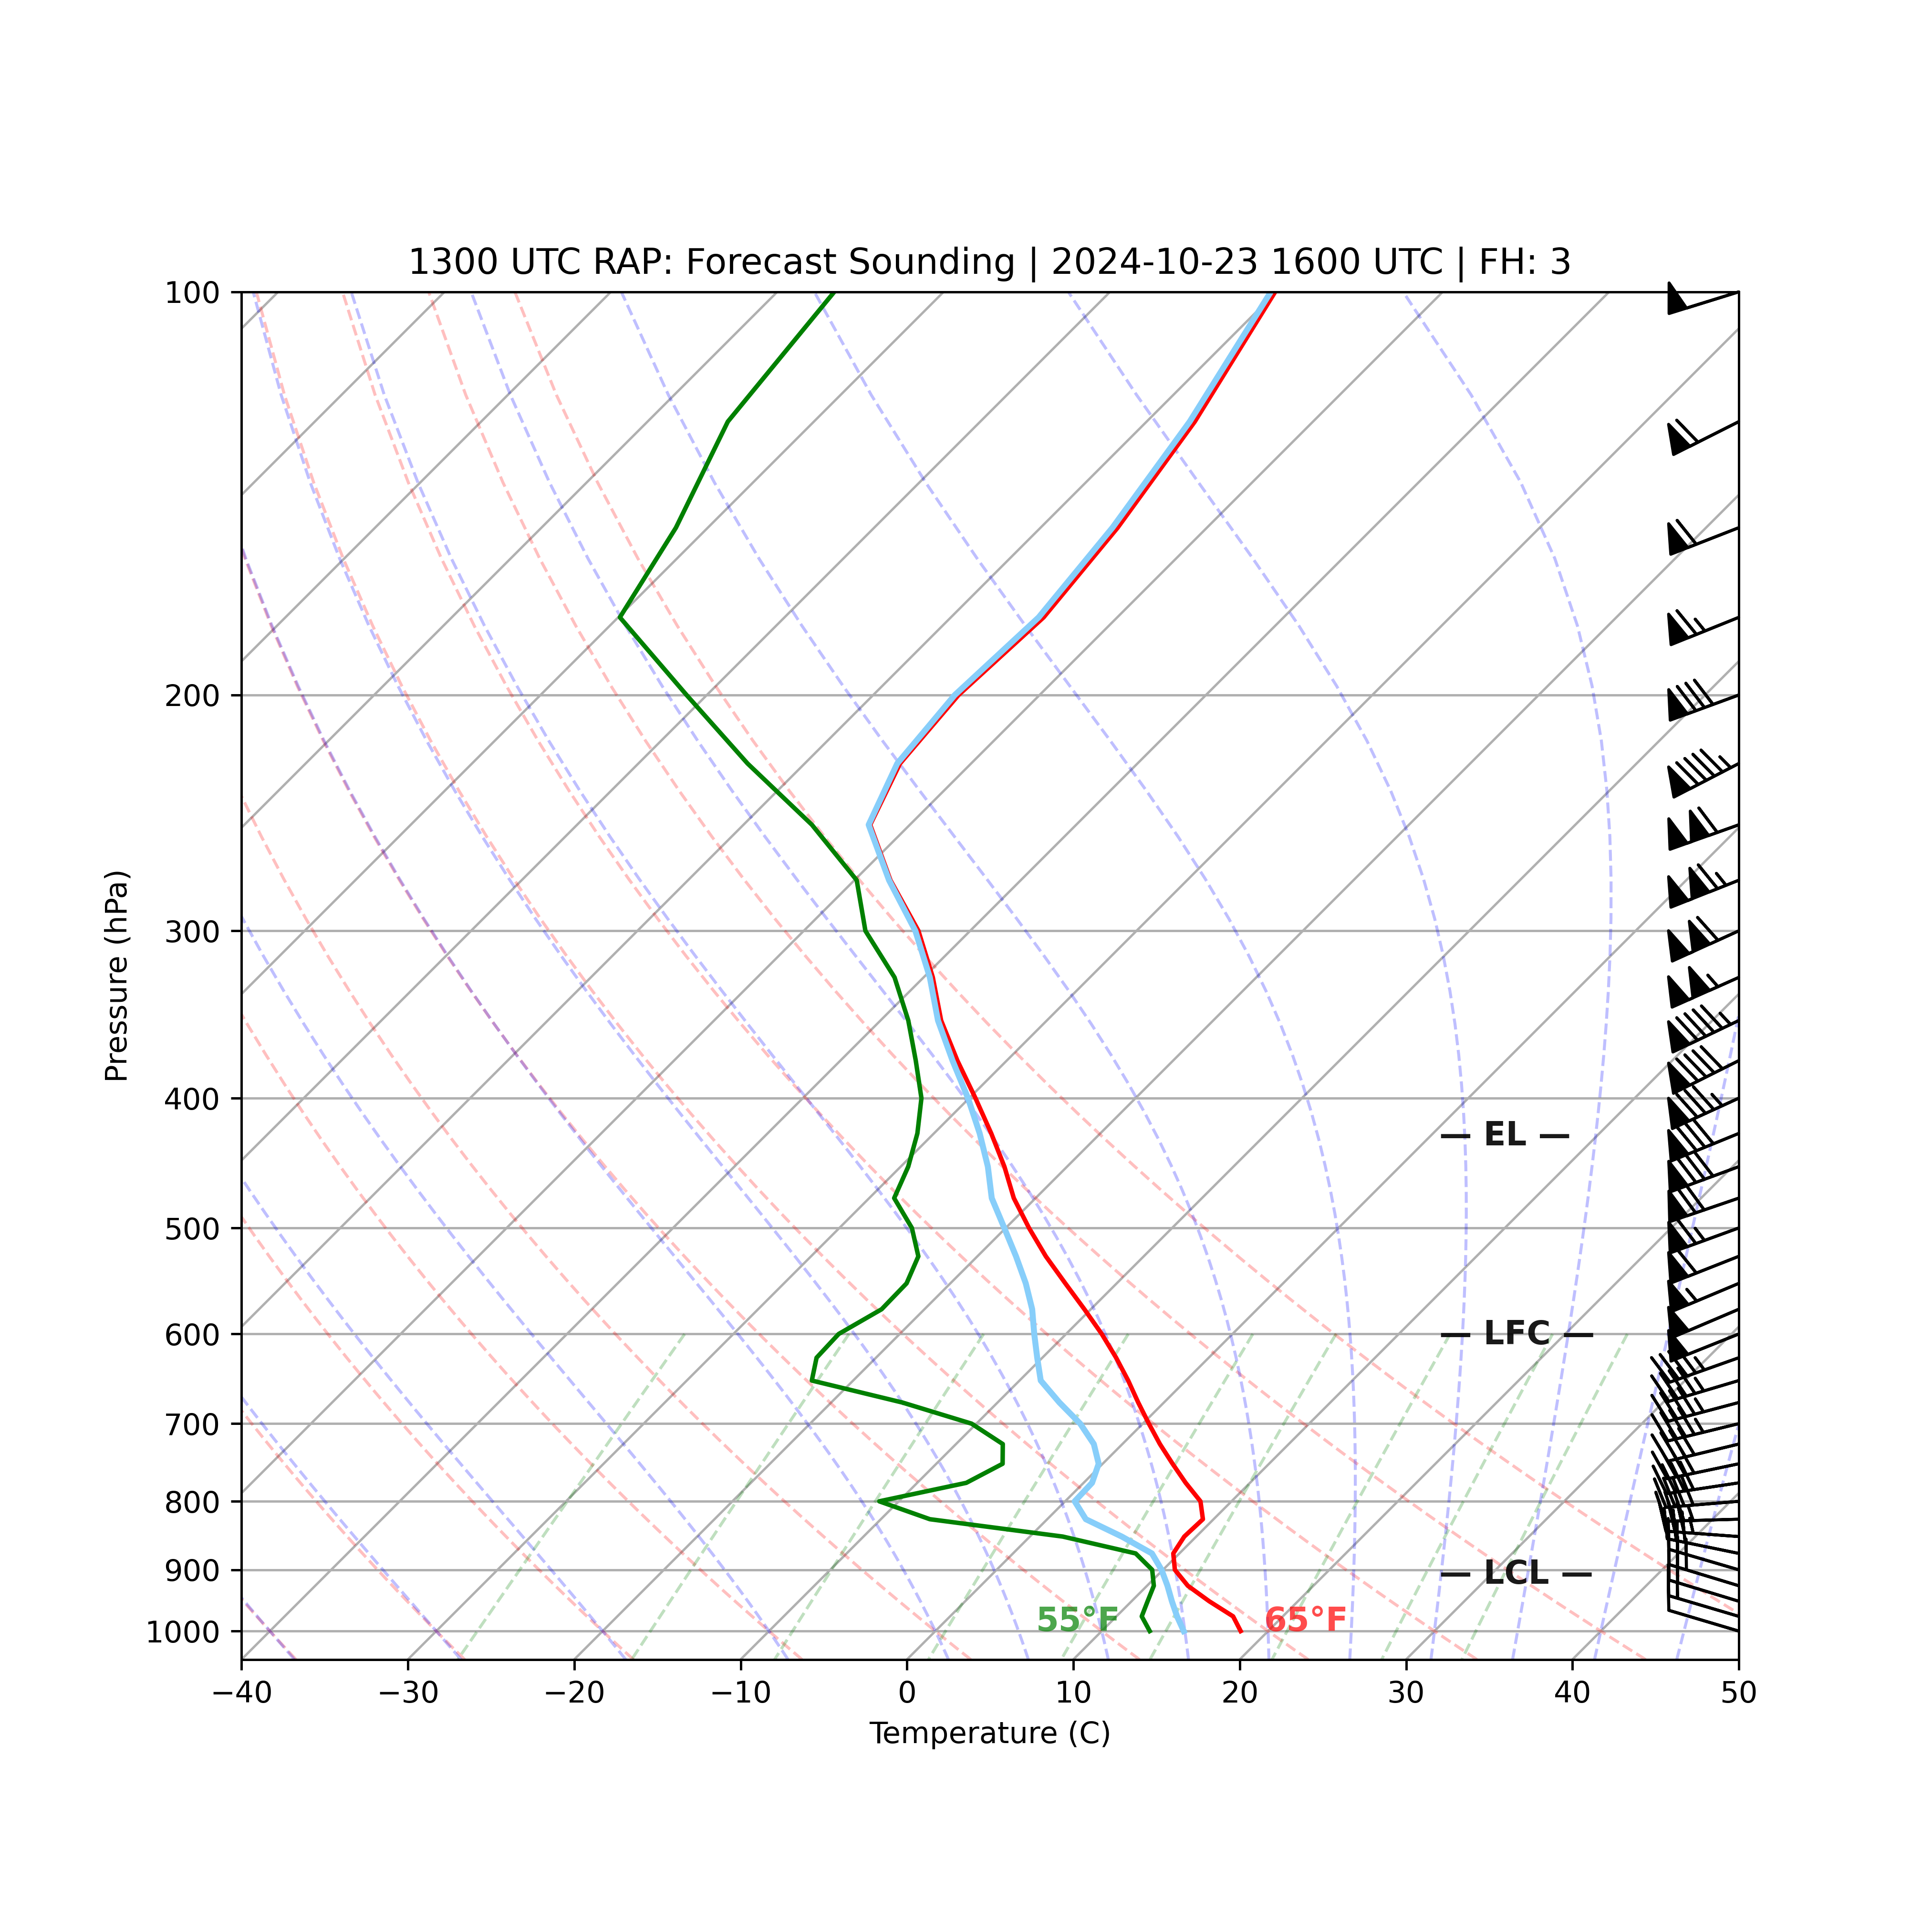 1300 UTC RAP: Forecast Sounding | 2024-10-23 1600 UTC | FH: 3
100
200
300
400
500
600
700
800
900
1000
Pressure (hPa)
— EL —
— LFC —
— LCL —
55°F
65°F
−40 −30 −20 −10 0 10 20 30 40 50
Temperature (C)